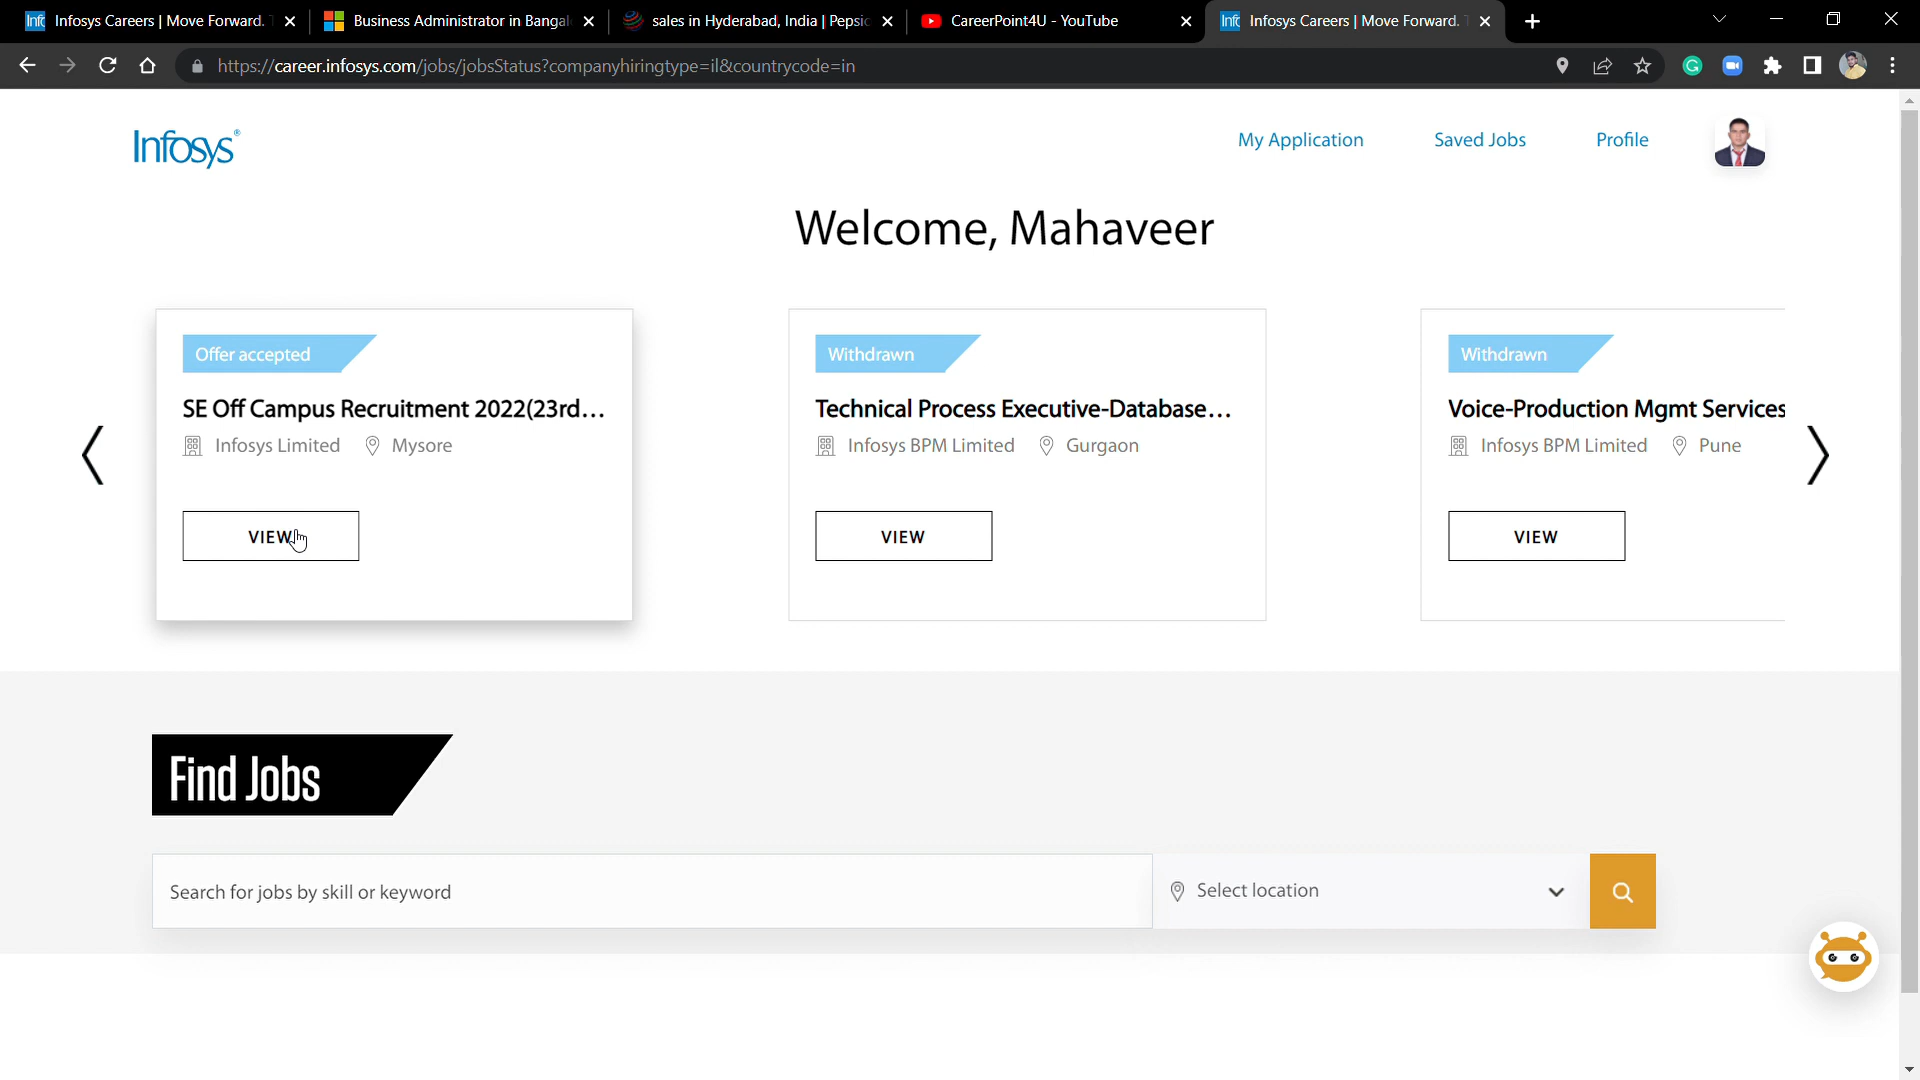 Infosys Careers | Move Forward.
Business Administrator in Bangal
sales in Hyderabad, India | Pepsic
CareerPoint4U - YouTube
Infosys Careers | Move Forward. T
https://career.infosys.com/jobs/jobsStatus?companyhiringtype=il&countrycode=in
Infosys®
My Application
Saved Jobs
Profile
Welcome, Mahaveer
Offer accepted
SE Off Campus Recruitment 2022(23rd...
Infosys Limited
Mysore
VIEW
Withdrawn
Technical Process Executive-Database...
Infosys BPM Limited
Gurgaon
VIEW
Withdrawn
Voice-Production Mgmt Services
Infosys BPM Limited
Pune
VIEW
Find Jobs
Search for jobs by skill or keyword
Select location